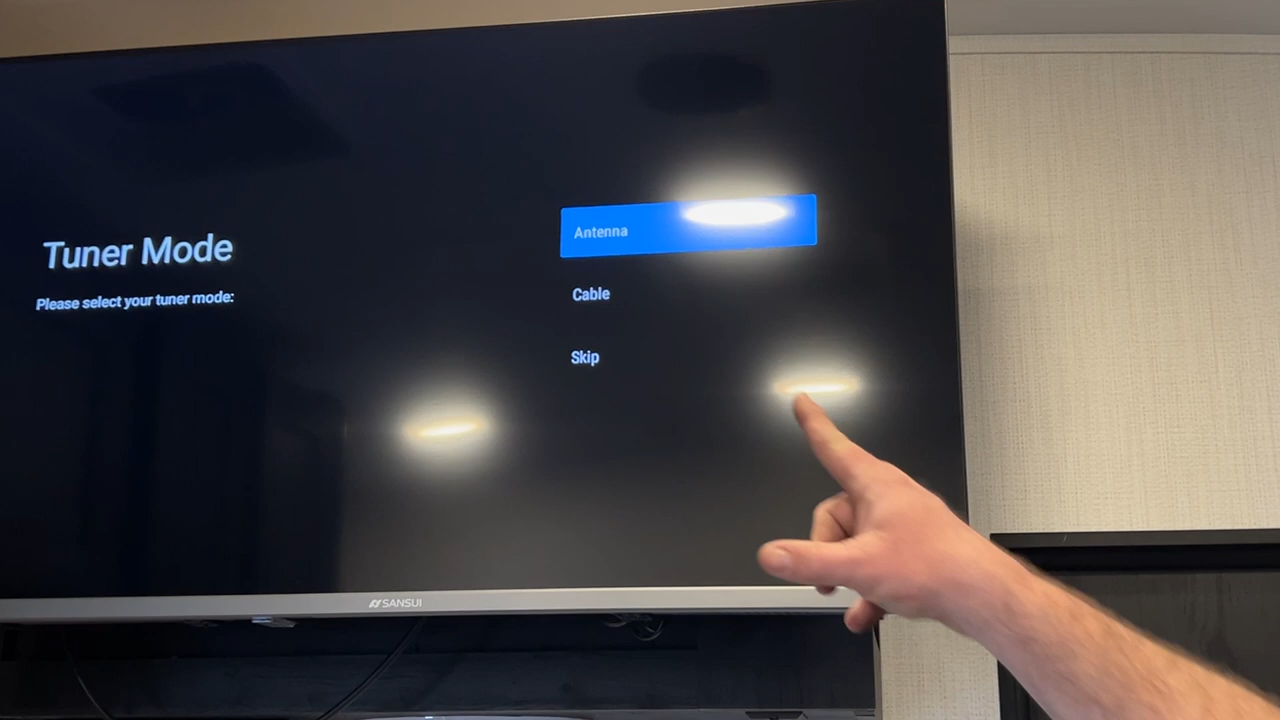 Tuner Mode
Please select your tuner mode:
Antenna
Cable
Skip
SANSUI